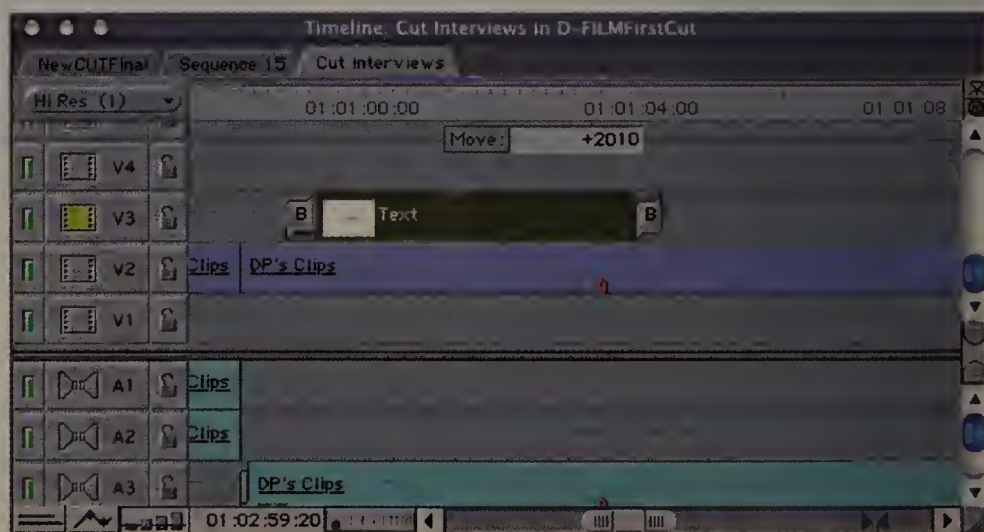 Timeline: Cut Interviews in D-FILMFirstCut
NewCUTFinal Sequence 15 Cut Interviews
Hi Res (1) 01:01:00:00 01:01:04:00 01:01:08
Move: +2010
V4
V3 B Text B
V2 Clips DP's Clips
V1
A1 Clips
A2 Clips
A3 DP's Clips
01:02:59:20